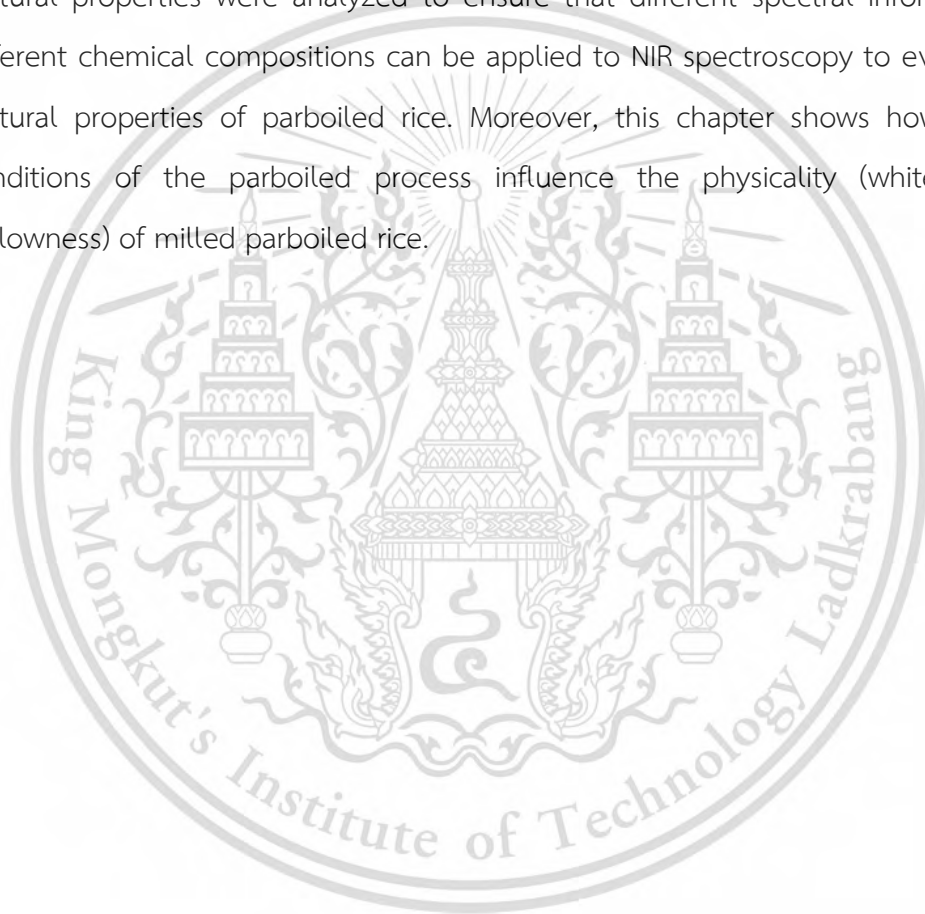 tural properties were analyzed to ensure that different spectral infor
ferent chemical compositions can be applied to NIR spectroscopy to ev
tural properties of parboiled rice. Moreover, this chapter shows how
nditions of the parboiled process influence the physicality (white
lowness) of milled parboiled rice.
King Mongkut's Institute of Technology Ladkrabang